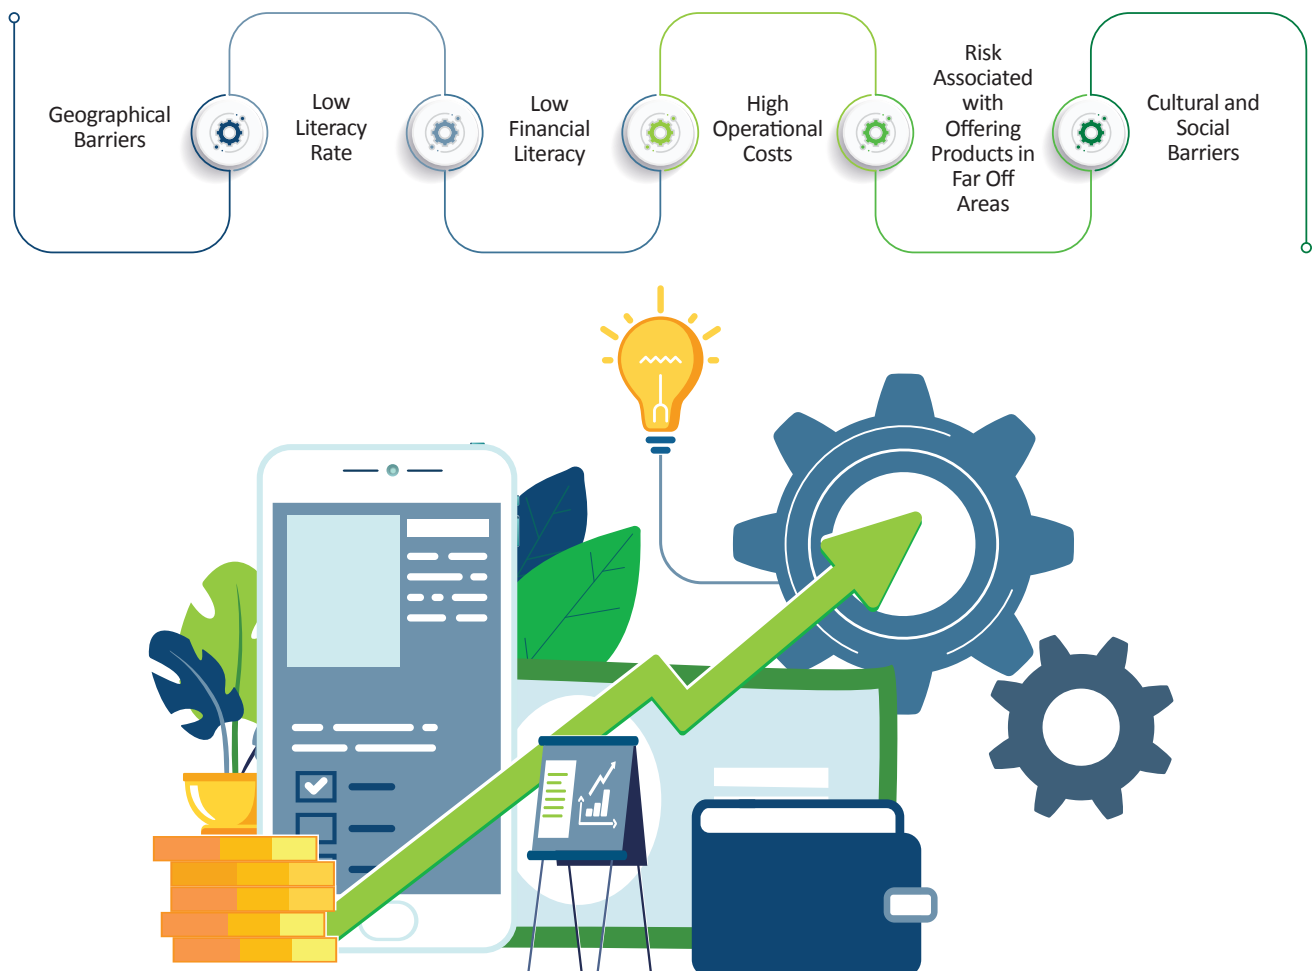 Geographical
Barriers
Low
Literacy
Rate
Low
Financial
Literacy
High
Operational
Costs
Risk
Associated
with
Offering
Products in
Far Off
Areas
Cultural and
Social
Barriers